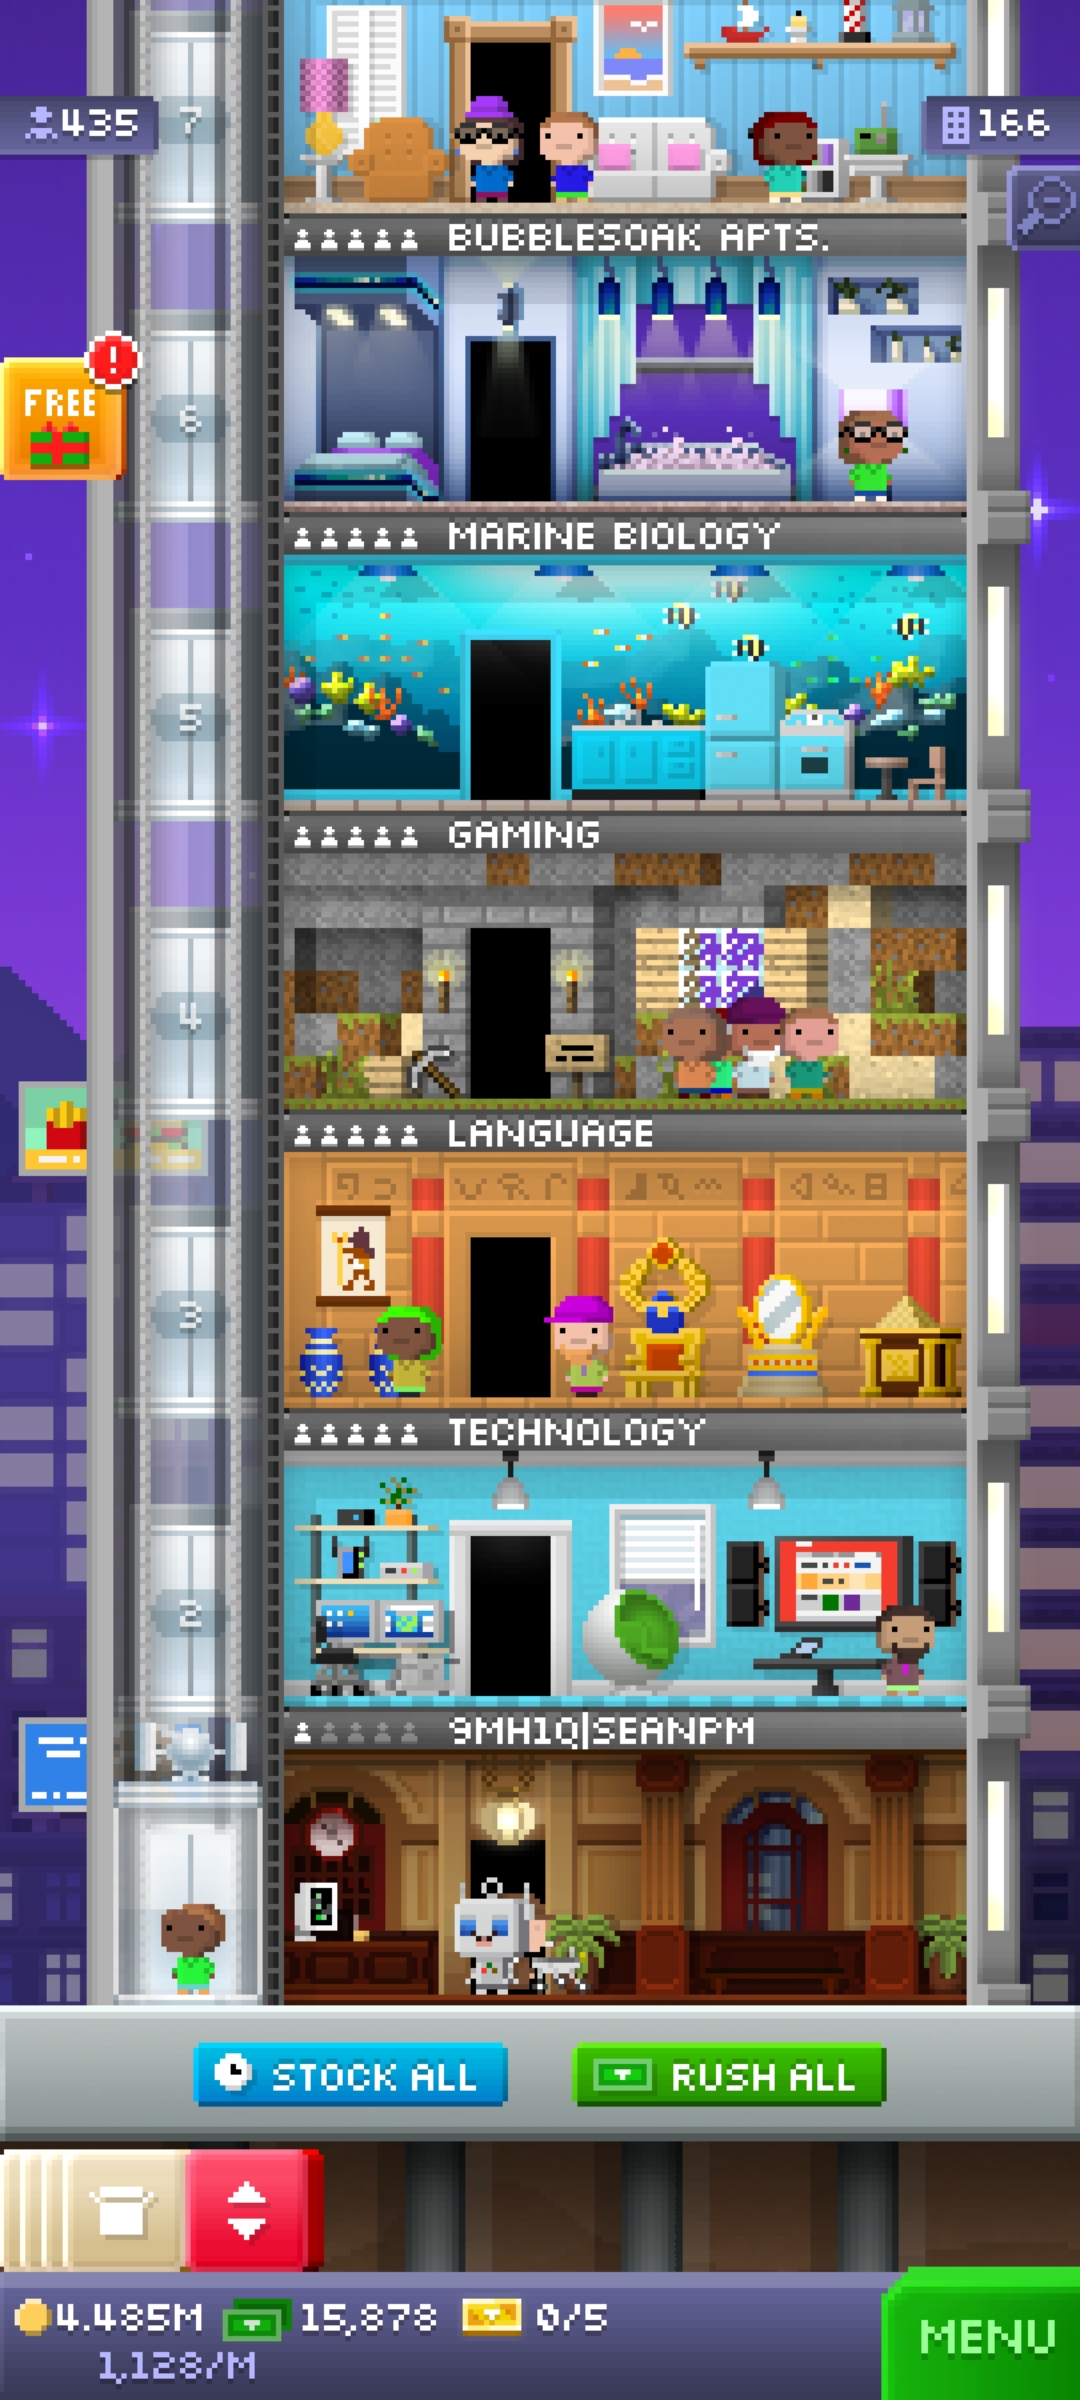 7
435
166
BUBBLESOAK APTS.
FREE
!
6
MARINE BIOLOGY
5
GAMING
4
LANGUAGE
3
TECHNOLOGY
2
9MH1Q|SEANPM
STOCK ALL
RUSH ALL
4.485M
15,878
0/5
1,128/M
MENU